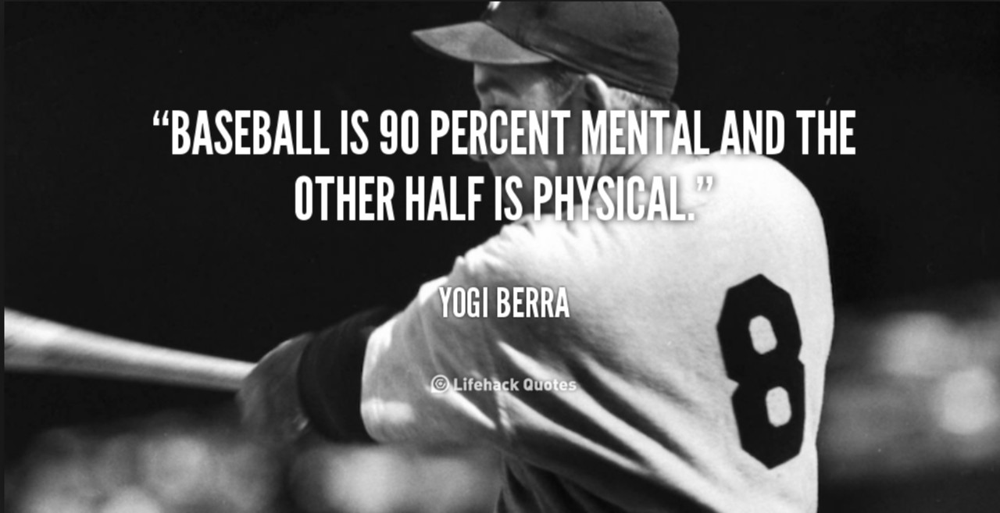 “BASEBALL IS 90 PERCENT MENTAL AND THE
OTHER HALF IS PHYSICAL.”
YOGI BERRA
Lifehack Quotes
8